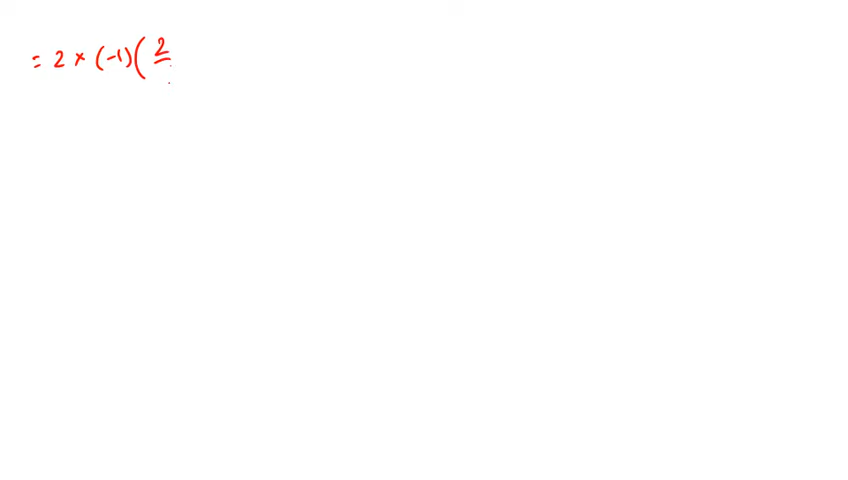 = 2 × (-1)( 2